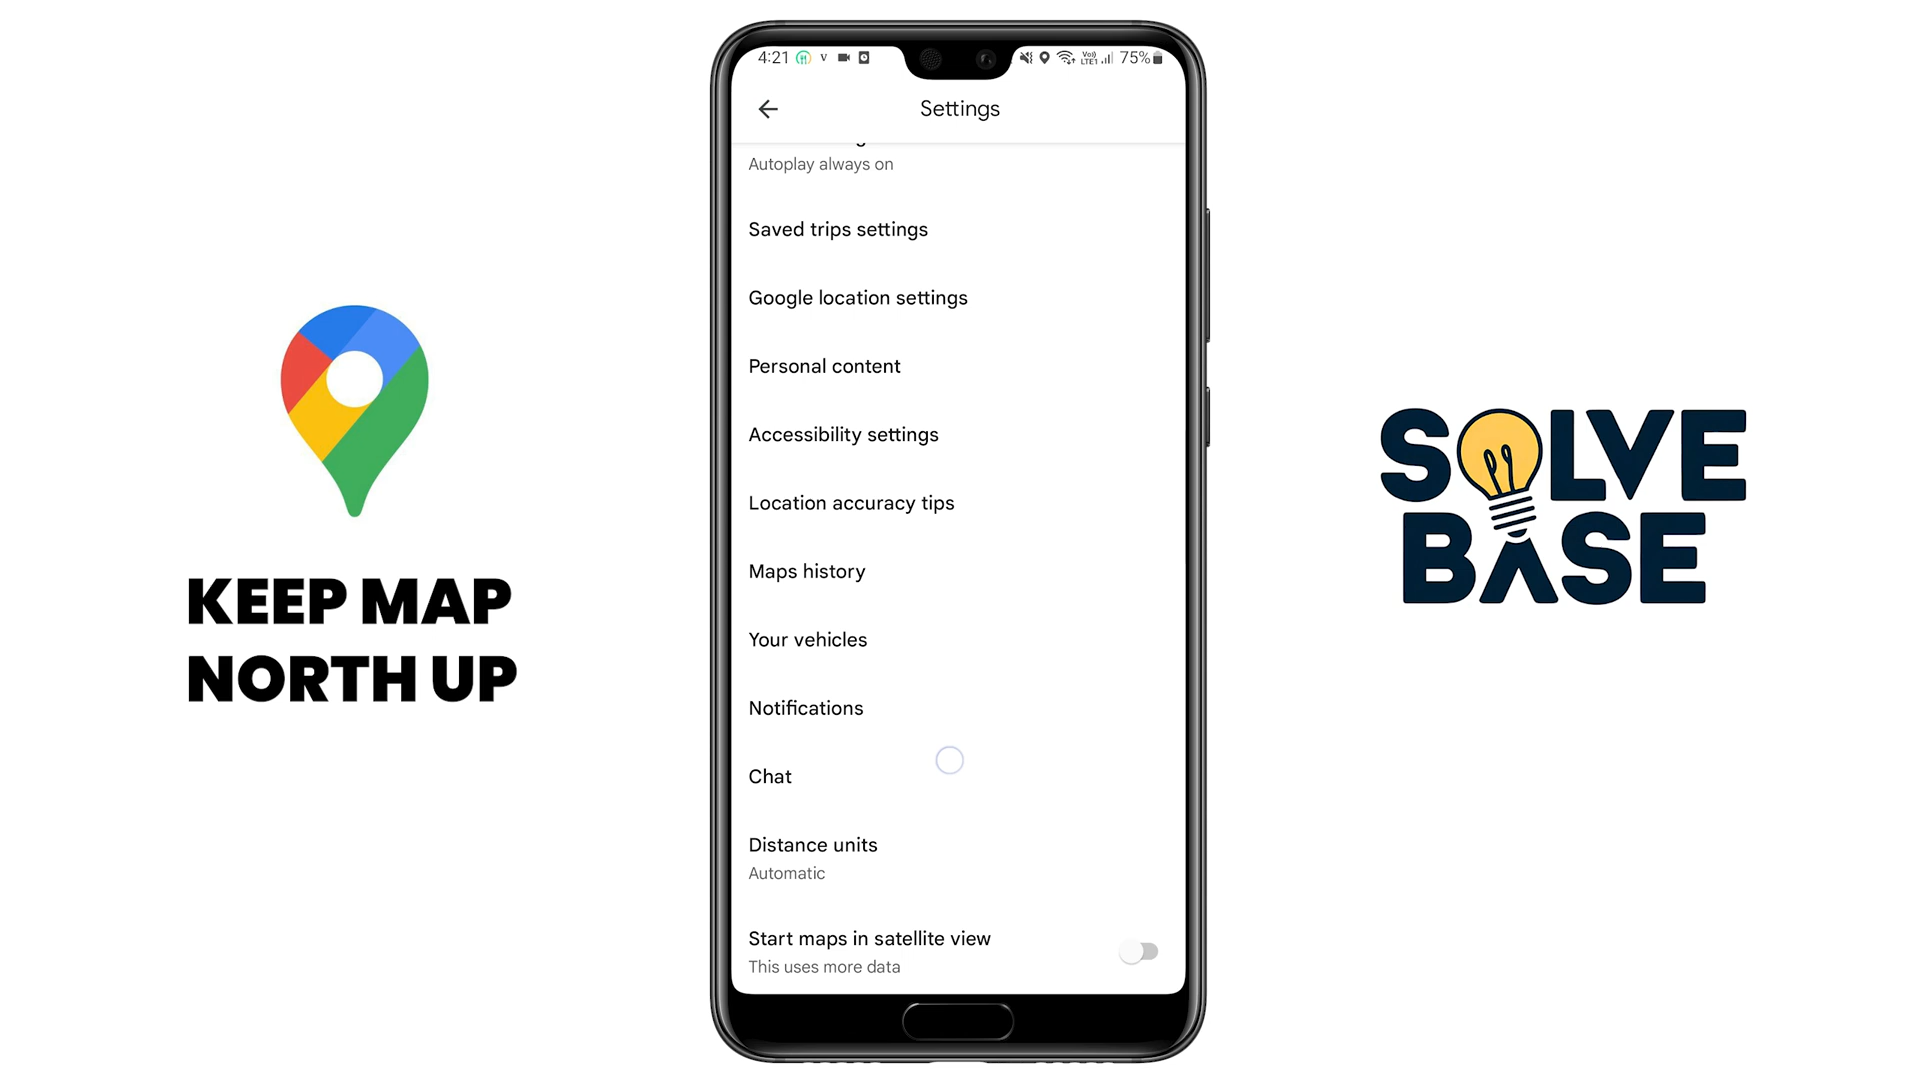 4:21
V
Vo))
LTE1
75%
Settings
Autoplay always on
Saved trips settings
Google location settings
Personal content
Accessibility settings
Location accuracy tips
Maps history
Your vehicles
Notifications
Chat
Distance units
Automatic
Start maps in satellite view
This uses more data
KEEP MAP
NORTH UP
SOLVE
BASE